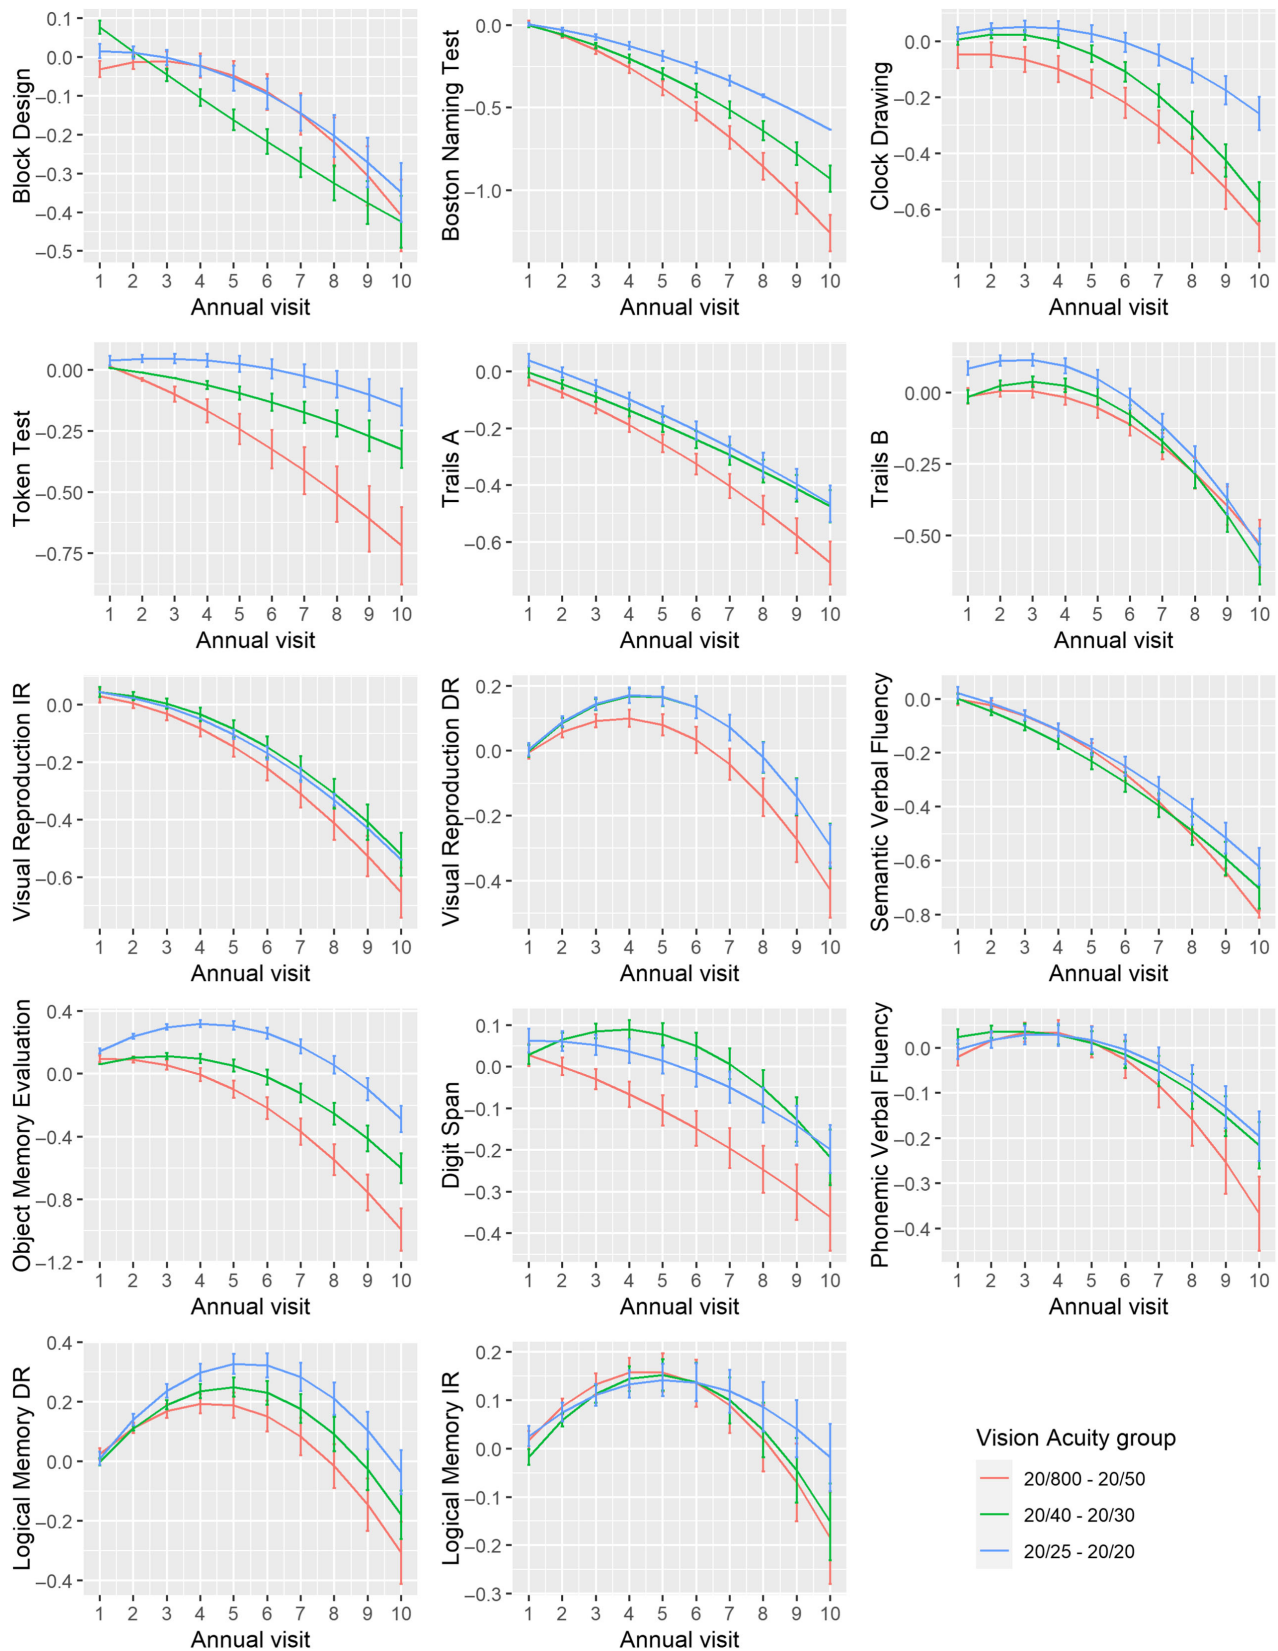 Block Design
0.1
0.0
−0.1
−0.2
−0.3
−0.4
−0.5
1 2 3 4 5 6 7 8 9 10
Annual visit
Boston Naming Test
0.0
−0.5
−1.0
1 2 3 4 5 6 7 8 9 10
Annual visit
Clock Drawing
0.0
−0.2
−0.4
−0.6
1 2 3 4 5 6 7 8 9 10
Annual visit
Token Test
0.00
−0.25
−0.50
−0.75
1 2 3 4 5 6 7 8 9 10
Annual visit
Trails A
0.0
−0.2
−0.4
−0.6
1 2 3 4 5 6 7 8 9 10
Annual visit
Trails B
0.00
−0.25
−0.50
1 2 3 4 5 6 7 8 9 10
Annual visit
Visual Reproduction IR
0.0
−0.2
−0.4
−0.6
1 2 3 4 5 6 7 8 9 10
Annual visit
Visual Reproduction DR
0.2
0.0
−0.2
−0.4
1 2 3 4 5 6 7 8 9 10
Annual visit
Semantic Verbal Fluency
0.0
−0.2
−0.4
−0.6
−0.8
1 2 3 4 5 6 7 8 9 10
Annual visit
Object Memory Evaluation
0.4
0.0
−0.4
−0.8
−1.2
1 2 3 4 5 6 7 8 9 10
Annual visit
Digit Span
0.1
0.0
−0.1
−0.2
−0.3
−0.4
1 2 3 4 5 6 7 8 9 10
Annual visit
Phonemic Verbal Fluency
0.0
−0.1
−0.2
−0.3
−0.4
1 2 3 4 5 6 7 8 9 10
Annual visit
Logical Memory DR
0.4
0.2
0.0
−0.2
−0.4
1 2 3 4 5 6 7 8 9 10
Annual visit
Logical Memory IR
0.2
0.1
0.0
−0.1
−0.2
−0.3
1 2 3 4 5 6 7 8 9 10
Annual visit
Vision Acuity group
20/800 - 20/50
20/40 - 20/30
20/25 - 20/20